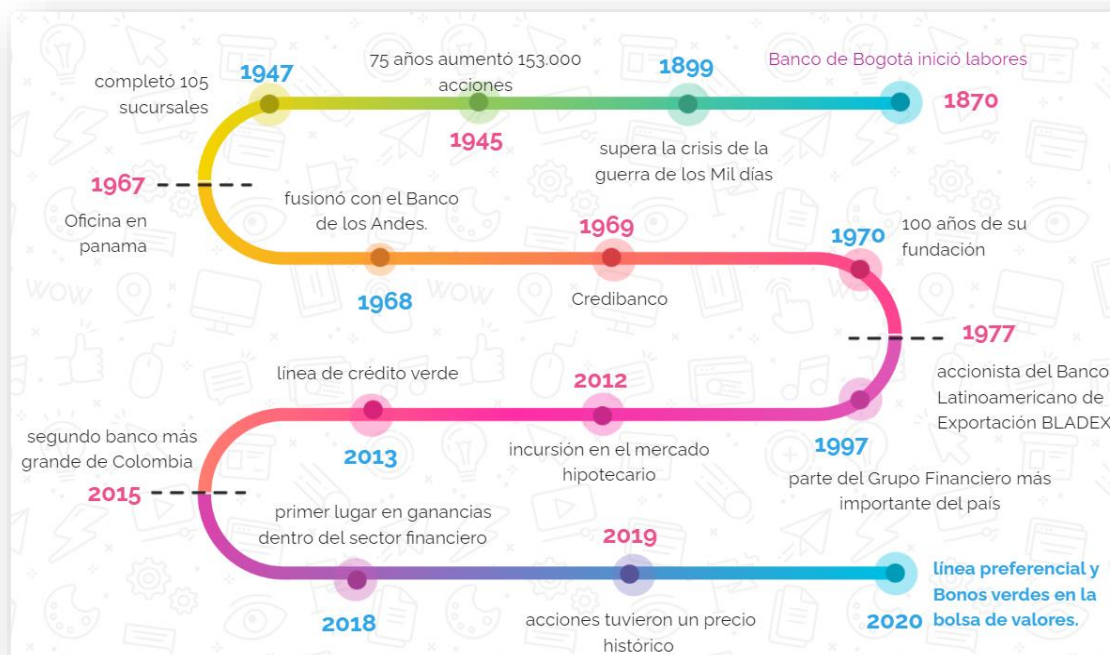 Banco de Bogotá inició labores
1870
1899
supera la crisis de la
guerra de los Mil días
75 años aumentó 153.000
acciones
1945
1947
completó 105
sucursales
1967
Oficina en
panama
fusionó con el Banco
de los Andes.
1968
1969
Credibanco
1970
100 años de su
fundación
1977
accionista del Banco
Latinoamericano de
Exportación BLADEX
1997
parte del Grupo Financiero más
importante del país
2012
incursión en el mercado
hipotecario
línea de crédito verde
2013
segundo banco más
grande de Colombia
2015
primer lugar en ganancias
dentro del sector financiero
2018
2019
acciones tuvieron un precio
histórico
2020
línea preferencial y
Bonos verdes en la
bolsa de valores.
WOW
WOW
WOW